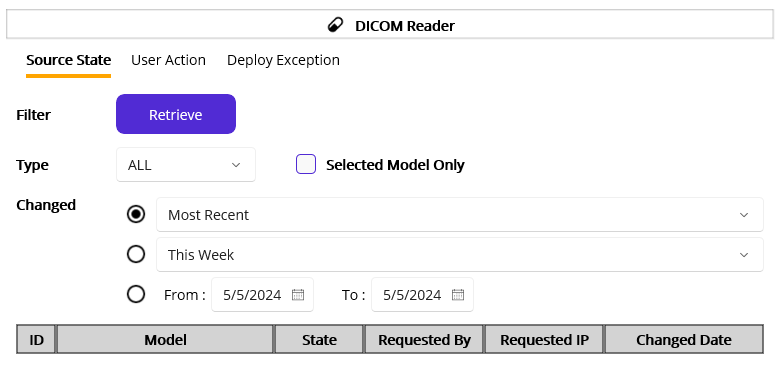 DICOM Reader
Source State User Action Deploy Exception
Filter Retrieve
Type ALL Selected Model Only
Changed
Most Recent
This Week
From : 5/5/2024 To : 5/5/2024
ID Model State Requested By Requested IP Changed Date